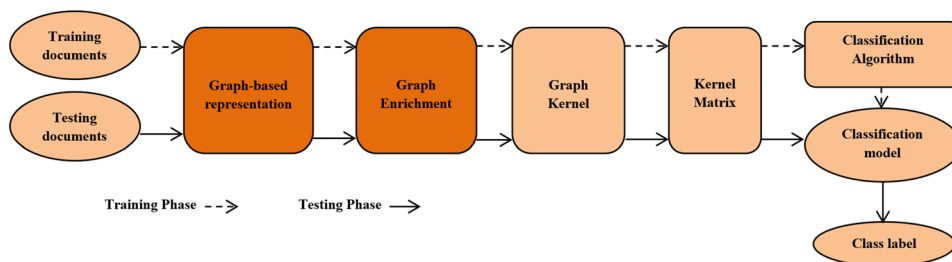 Training
documents
Testing
documents
Graph-based
representation
Graph
Enrichment
Graph
Kernel
Kernel
Matrix
Classification
Algorithm
Classification
model
Class label
Training Phase
Testing Phase